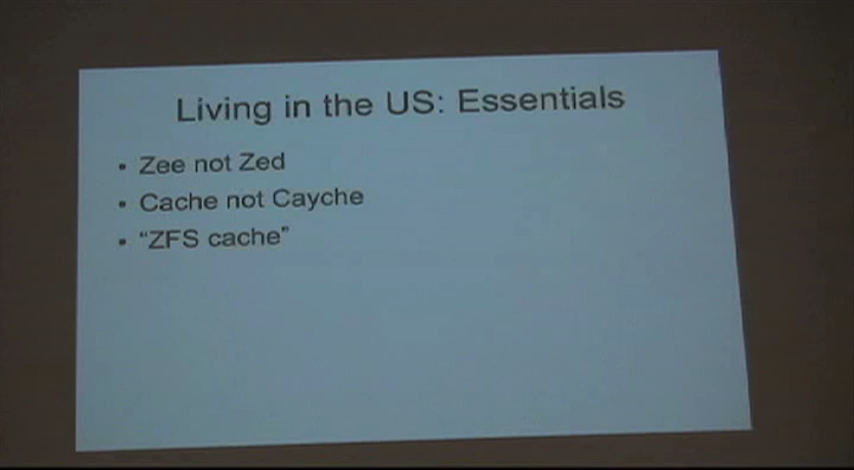 Living in the US: Essentials
• Zee not Zed
• Cache not Cayche
• “ZFS cache”